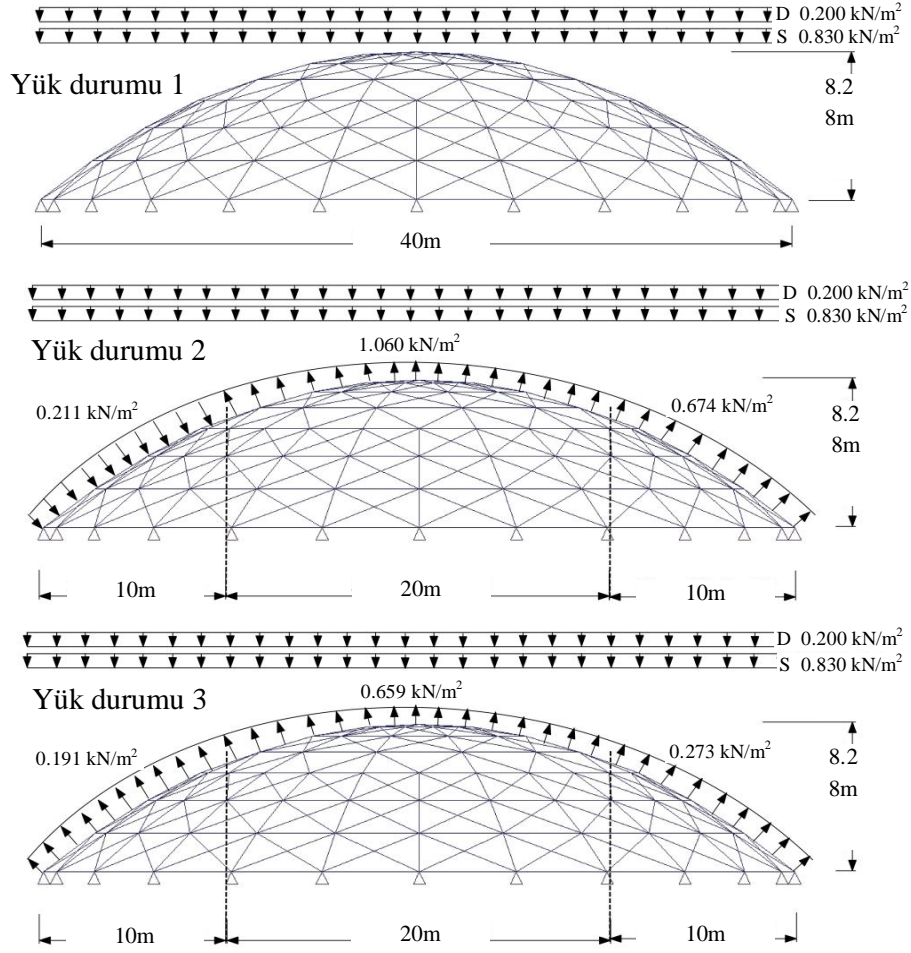 D 0.200 kN/m²
S 0.830 kN/m²
Yük durumu 1
8.2
8m
40m
D 0.200 kN/m²
S 0.830 kN/m²
Yük durumu 2
1.060 kN/m²
0.211 kN/m²
0.674 kN/m²
8.2
8m
10m
20m
10m
D 0.200 kN/m²
S 0.830 kN/m²
Yük durumu 3
0.659 kN/m²
0.191 kN/m²
0.273 kN/m²
8.2
8m
10m
20m
10m